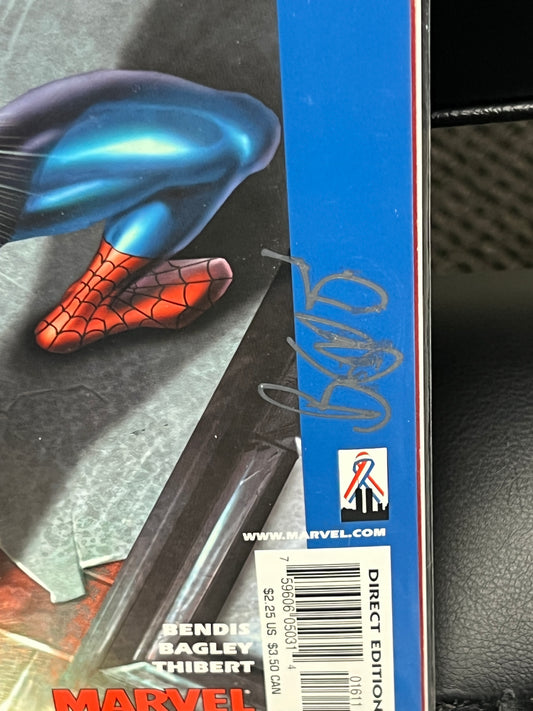 WWW.MARVEL.COM
BENDIS
BAGLEY
THIBERT
MARVEL
$2.25 US $3.50 CAN
7 59606 05031 4
01611
DIRECT EDITION